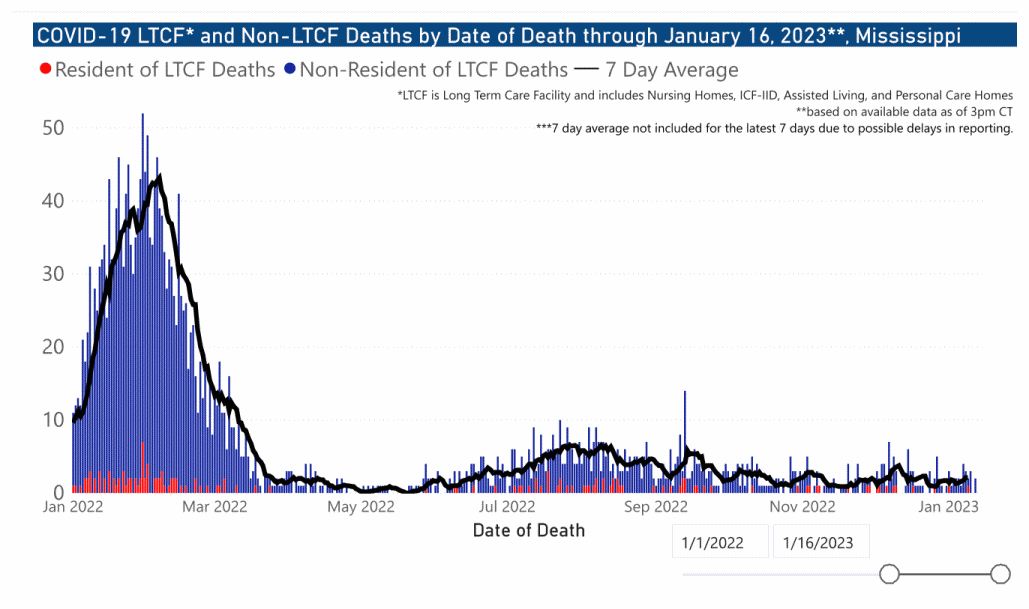 COVID-19 LTCF* and Non-LTCF Deaths by Date of Death through January 16, 2023**, Mississippi
Resident of LTCF Deaths Non-Resident of LTCF Deaths 7 Day Average
*LTCF is Long Term Care Facility and includes Nursing Homes, ICF-IID, Assisted Living, and Personal Care Homes
**based on available data as of 3pm CT
***7 day average not included for the latest 7 days due to possible delays in reporting.
50
40
30
20
10
0
Jan 2022 Mar 2022 May 2022 Jul 2022 Sep 2022 Nov 2022 Jan 2023
Date of Death
1/1/2022 1/16/2023